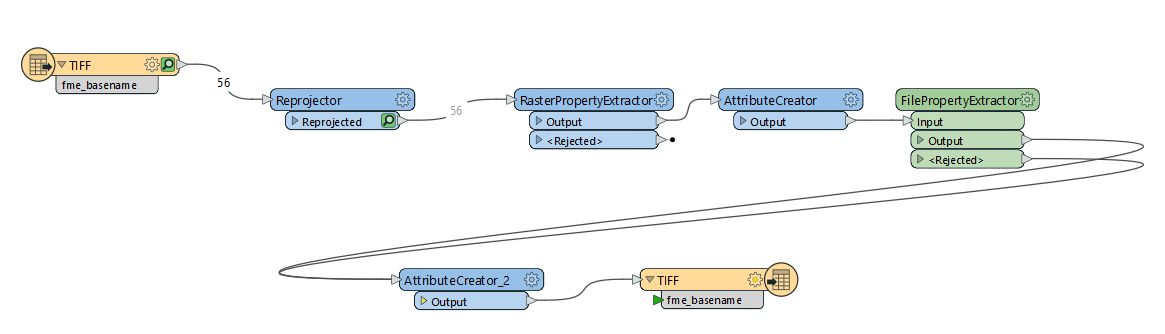 TIFF
fme_basename
56
Reprojector
Reprojected
56
RasterPropertyExtractor
Output
<Rejected>
AttributeCreator
Output
FilePropertyExtractor
Input
Output
<Rejected>
AttributeCreator_2
Output
TIFF
fme_basename